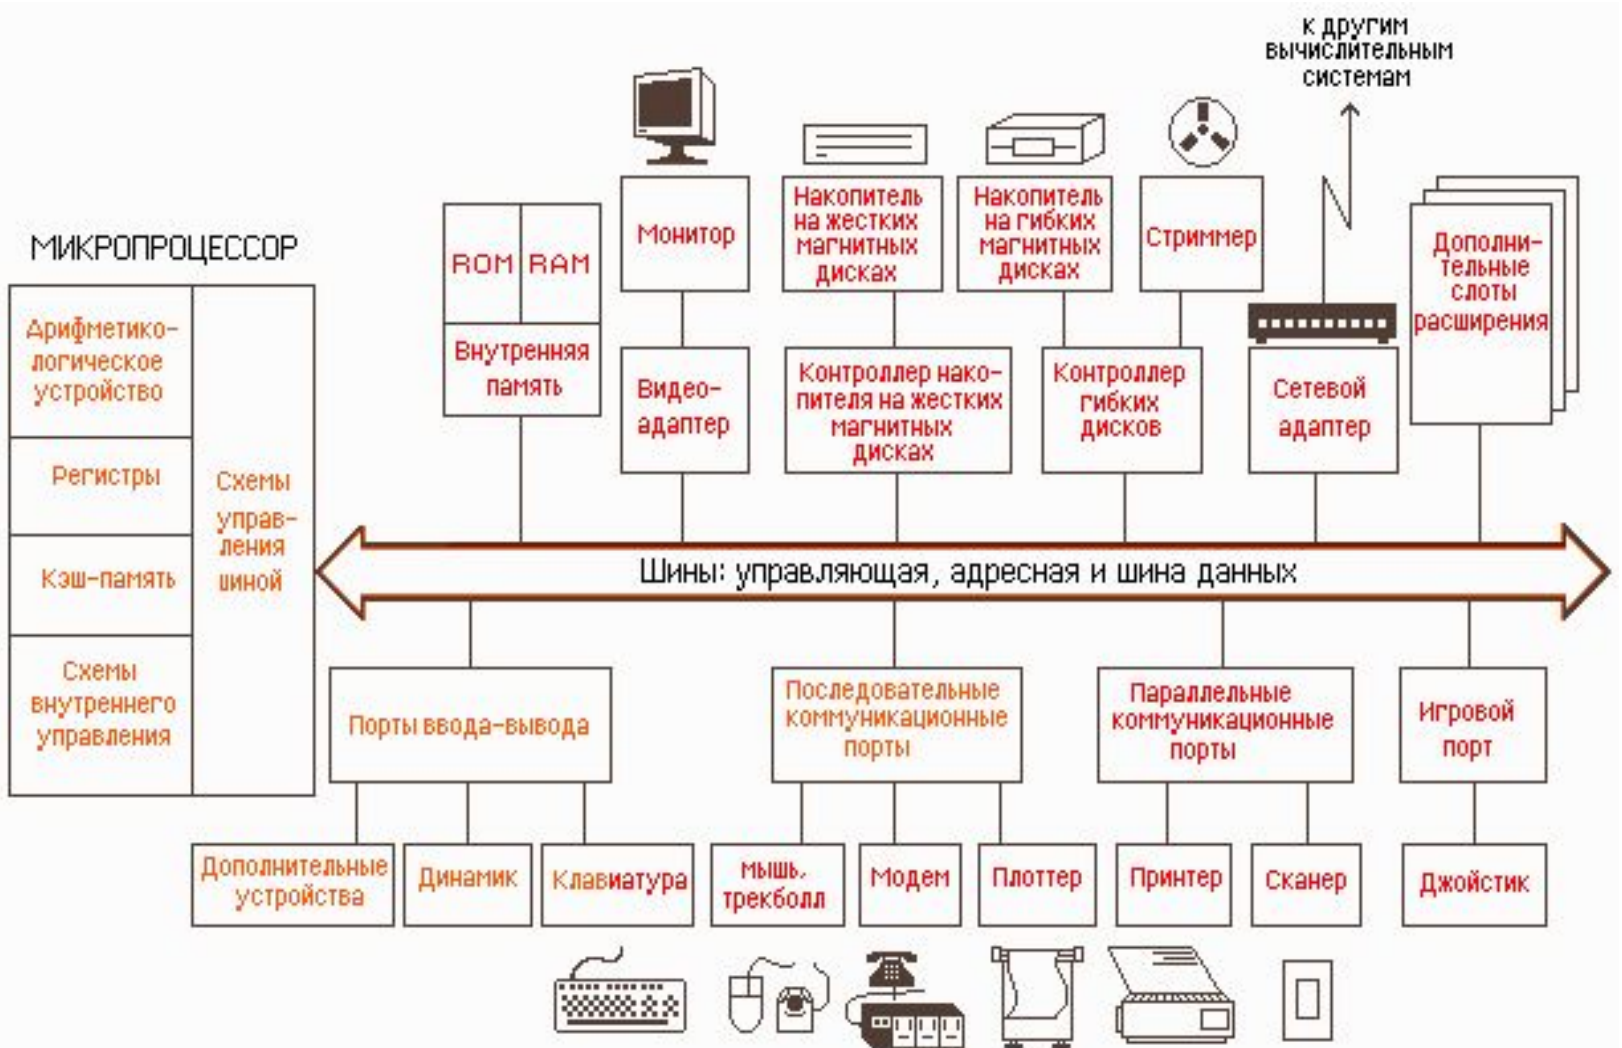 к другим
вычислительным
системам
МИКРОПРОЦЕССОР
Арифметико-
логическое
устройство
Регистры
Кэш-память
Схемы
внутреннего
управления
Схемы
управ-
ления
шиной
ROM RAM
Внутренняя
память
Монитор
Видео-
адаптер
Накопитель
на жестких
магнитных
дисках
Контроллер нако-
пителя на жестких
магнитных
дисках
Накопитель
на гибких
магнитных
дисках
Стриммер
Контроллер
гибких
дисков
Сетевой
адаптер
Дополни-
тельные
слоты
расширения
Шины: управляющая, адресная и шина данных
Порты ввода-вывода
Дополнительные
устройства
Динамик
Клавиатура
Последовательные
коммуникационные
порты
мышь,
трекболл
Модем
Плоттер
Параллельные
коммуникационные
порты
Принтер
Сканер
Игровой
порт
Джойстик